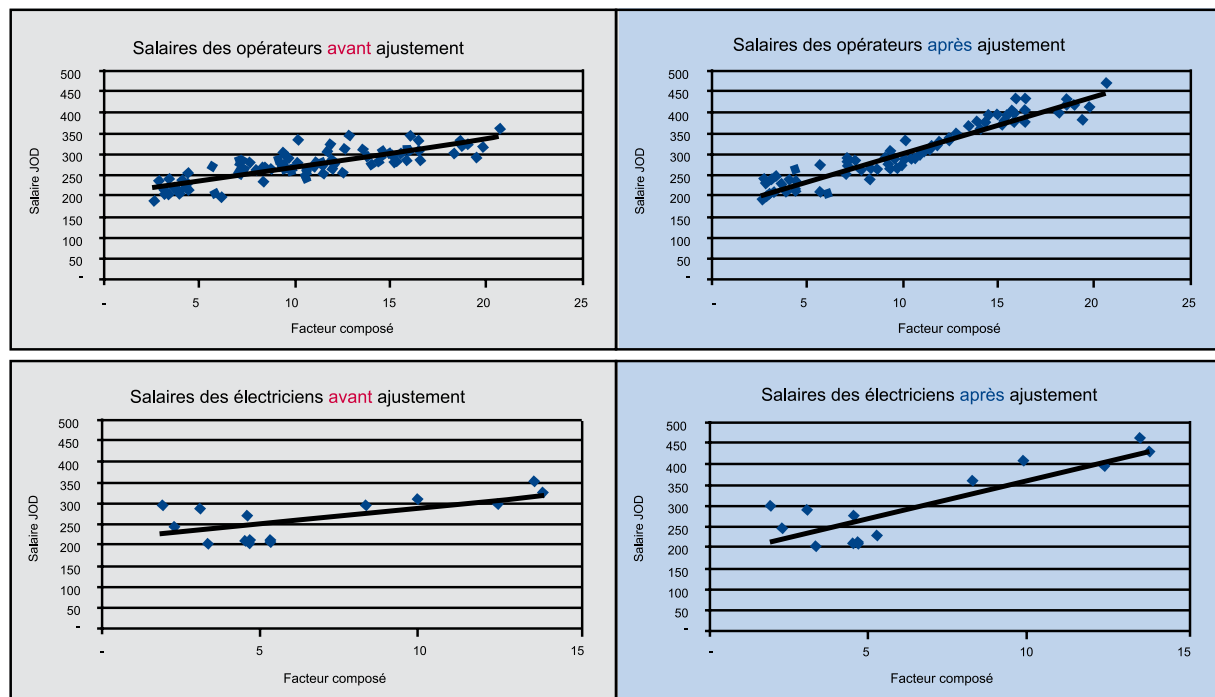 Salaires des opérateurs avant ajustement
500
450
400
350
300
250
200
150
100
50
-
Salaire JOD
- 5 10 15 20 25
Facteur composé
Salaires des opérateurs après ajustement
500
450
400
350
300
250
200
150
100
50
-
Salaire JOD
- 5 10 15 20 25
Facteur composé
Salaires des électriciens avant ajustement
500
450
400
350
300
250
200
150
100
50
-
Salaire JOD
- 5 10 15
Facteur composé
Salaires des électriciens après ajustement
500
450
400
350
300
250
200
150
100
50
-
Salaire JOD
- 5 10 15
Facteur composé